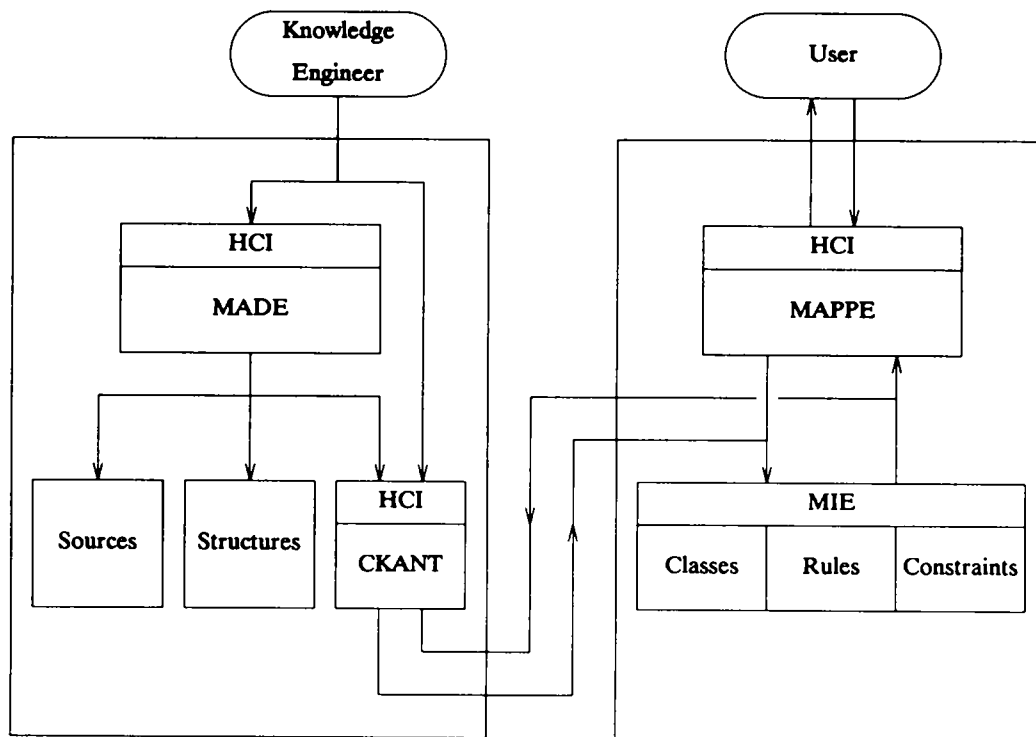 Knowledge
Engineer
User
HCI
MADE
HCI
MAPPE
Sources
Structures
HCI
CKANT
MIE
Classes
Rules
Constraints